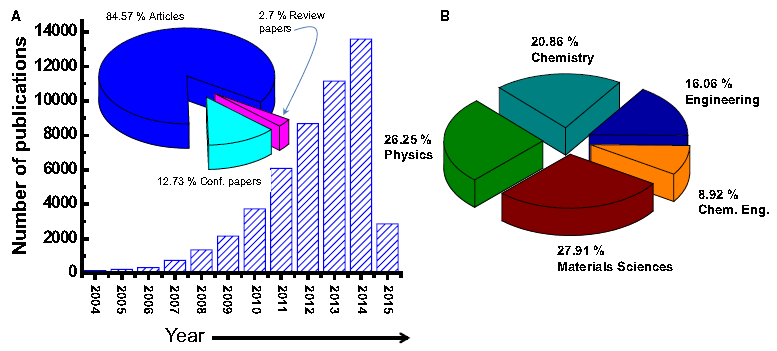 A
84.57 % Articles
2.7 % Review
papers
12.73 % Conf. papers
Number of publications
14000
12000
10000
8000
6000
4000
2000
0
2004
2005
2006
2007
2008
2009
2010
2011
2012
2013
2014
2015
Year
B
20.86 %
Chemistry
16.06 %
Engineering
26.25 %
Physics
8.92 %
Chem. Eng.
27.91 %
Materials Sciences